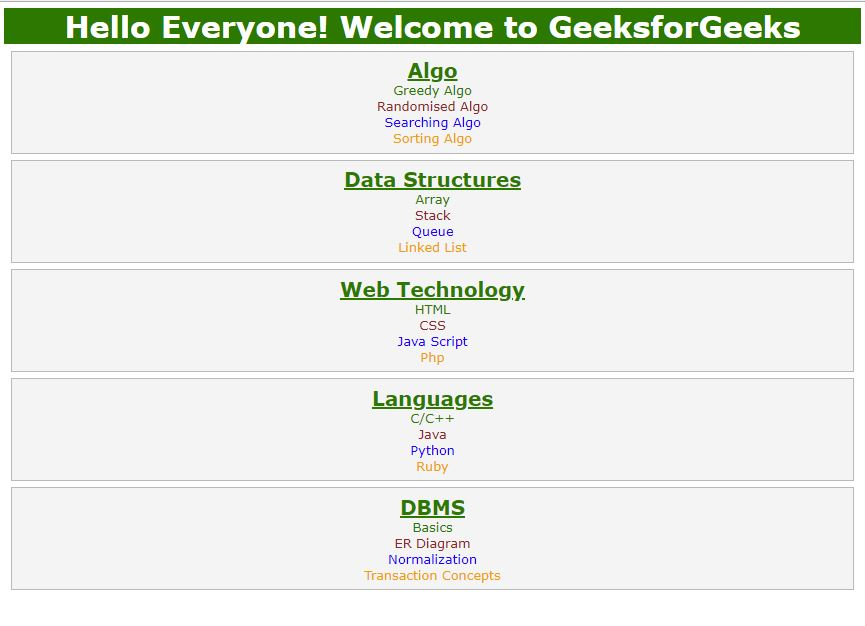 Hello Everyone! Welcome to GeeksforGeeks
Algo
Greedy Algo
Randomised Algo
Searching Algo
Sorting Algo
Data Structures
Array
Stack
Queue
Linked List
Web Technology
HTML
CSS
Java Script
Php
Languages
C/C++
Java
Python
Ruby
DBMS
Basics
ER Diagram
Normalization
Transaction Concepts